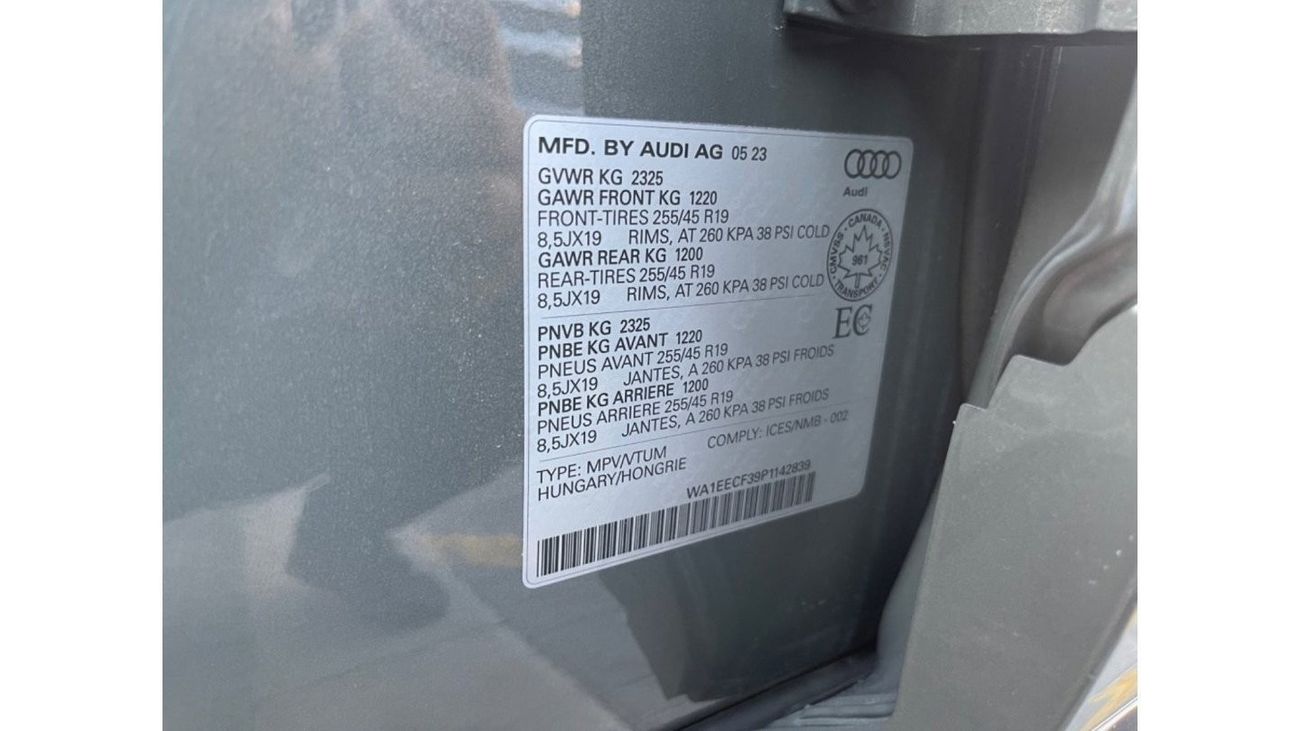 MFD. BY AUDI AG 05 23
GVWR KG 2325
GAWR FRONT KG 1220
FRONT-TIRES 255/45 R19
8,5JX19 RIMS, AT 260 KPA 38 PSI COLD
GAWR REAR KG 1200
REAR-TIRES 255/45 R19
8,5JX19 RIMS, AT 260 KPA 38 PSI COLD
Audi
CMVSS · CANADA · NSVAC
961
· TRANSPORT ·
EC
PNVB KG 2325
PNBE KG AVANT 1220
PNEUS AVANT 255/45 R19
8,5JX19 JANTES, A 260 KPA 38 PSI FROIDS
PNBE KG ARRIERE 1200
PNEUS ARRIERE 255/45 R19
8,5JX19 JANTES, A 260 KPA 38 PSI FROIDS
TYPE: MPV/VTUM COMPLY: ICES/NMB - 002
HUNGARY/HONGRIE
WA1EECF39P1142839